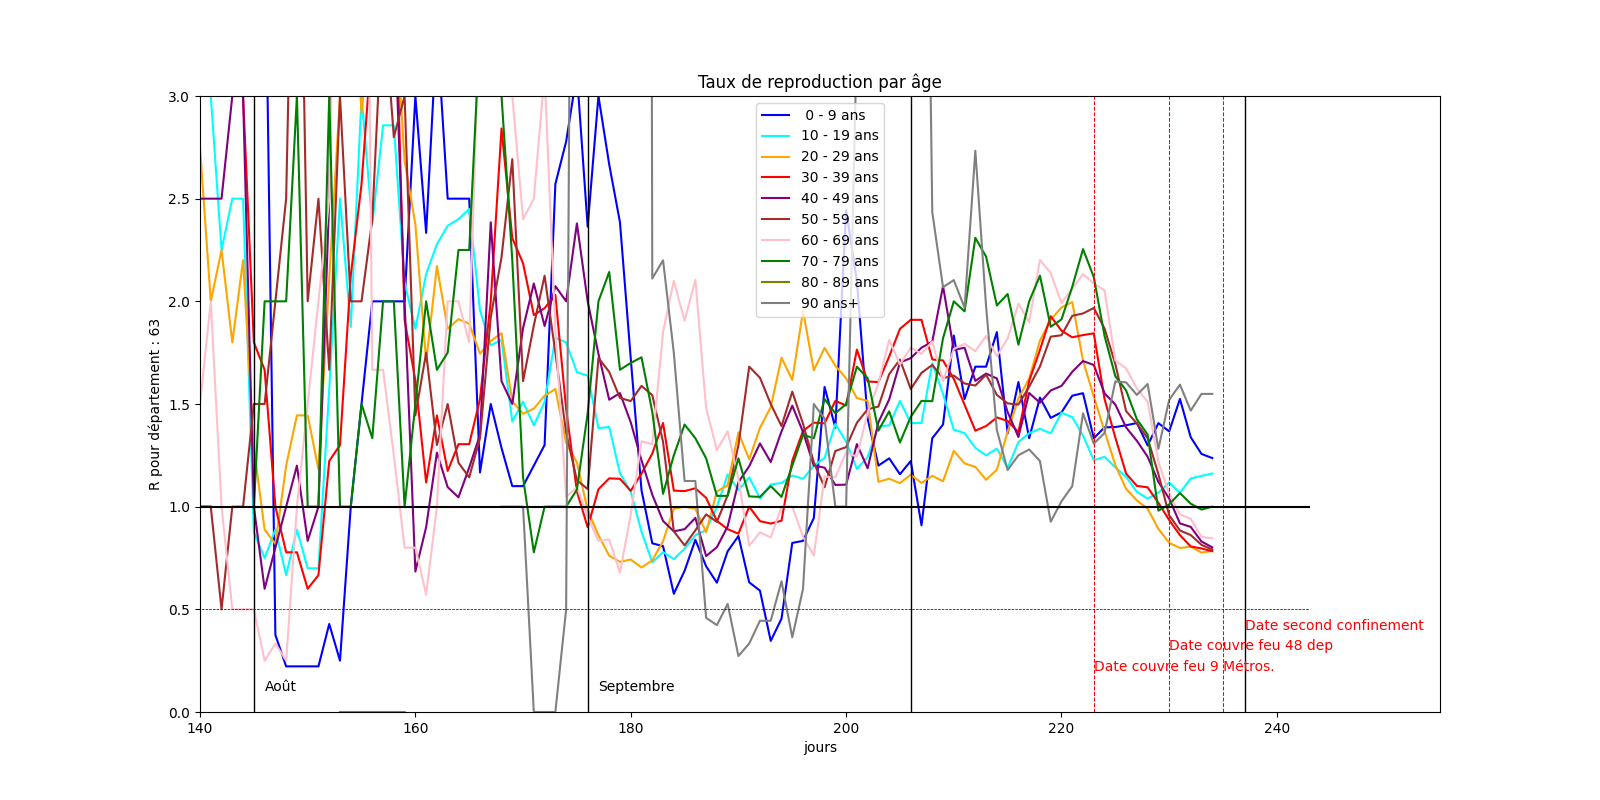 Taux de reproduction par âge
R pour département : 63
3.0
2.5
2.0
1.5
1.0
0.5
0.0
0 - 9 ans
10 - 19 ans
20 - 29 ans
30 - 39 ans
40 - 49 ans
50 - 59 ans
60 - 69 ans
70 - 79 ans
80 - 89 ans
90 ans+
Date second confinement
Date couvre feu 48 dep
Date couvre feu 9 Métros.
Août
Septembre
140
160
180
200
220
240
jours